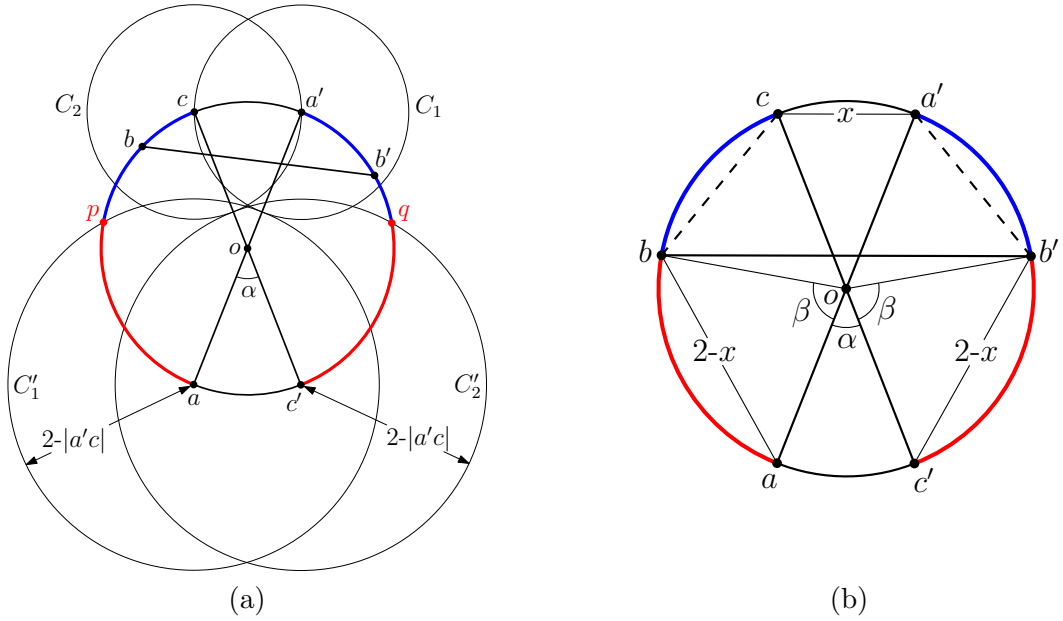 C₂
c
a′
C₁
b
b′
p
q
o
α
C′₁
a
c′
C′₂
2-|a′c|
2-|a′c|
(a)
c
x
a′
b
b′
o
β
β
α
2-x
2-x
a
c′
(b)